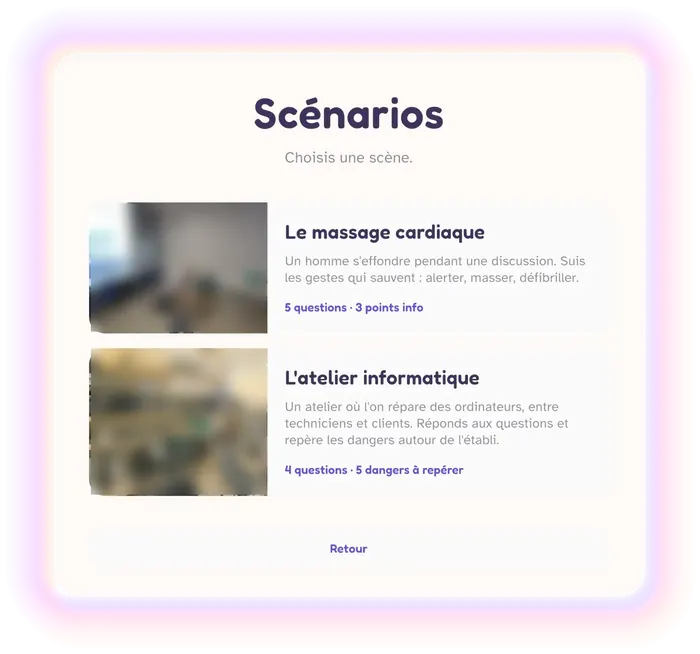 Scénarios
Choisis une scène.
Le massage cardiaque
Un homme s'effondre pendant une discussion. Suis
les gestes qui sauvent : alerter, masser, défibriller.
5 questions · 3 points info
L'atelier informatique
Un atelier où l'on répare des ordinateurs, entre
techniciens et clients. Réponds aux questions et
repère les dangers autour de l'établi.
4 questions · 5 dangers à repérer
Retour